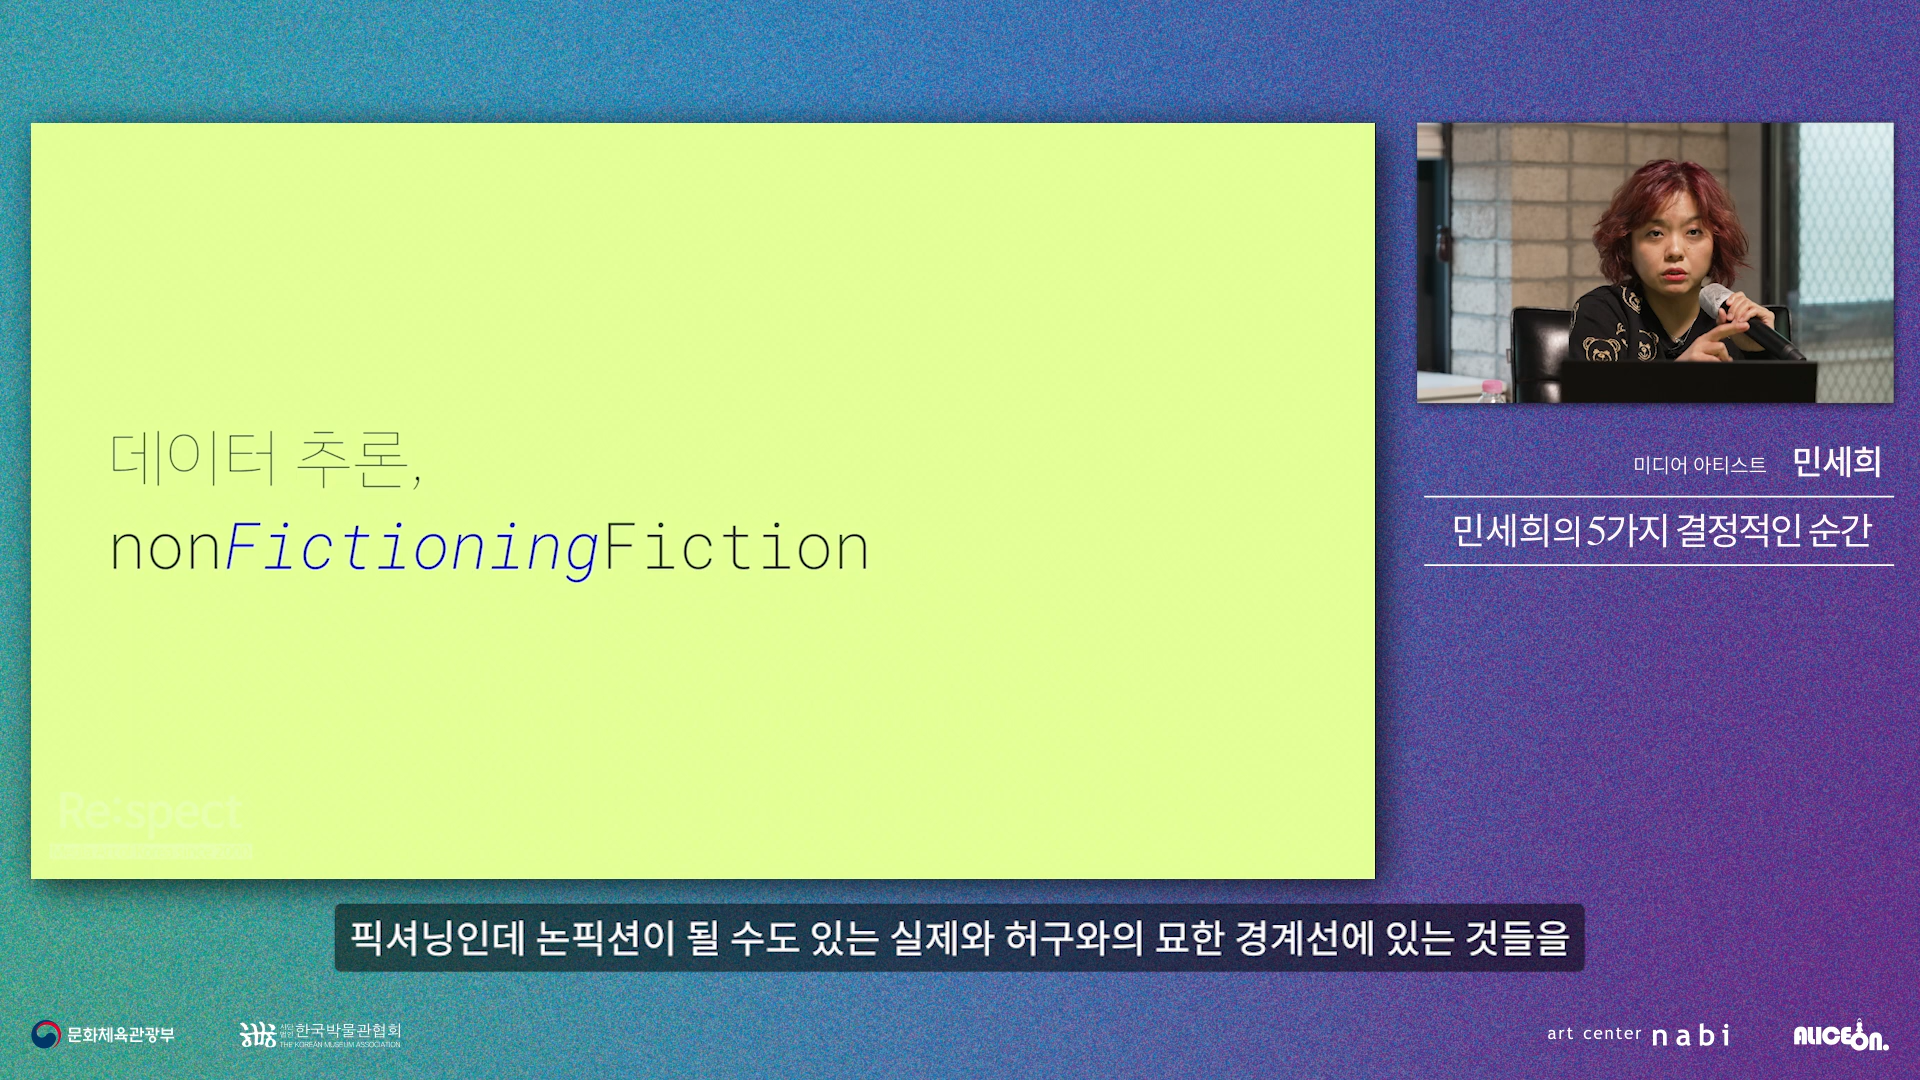 데이터 추론,
nonFictioningFiction
Re:spect
미디어 아티스트 민세희
민세희의 5가지 결정적인 순간
픽셔닝인데 논픽션이 될 수도 있는 실제와 허구와의 묘한 경계선에 있는 것들을
문화체육관광부
사단법인 한국박물관협회
THE KOREAN MUSEUM ASSOCIATION
art center nabi
ALICEON.